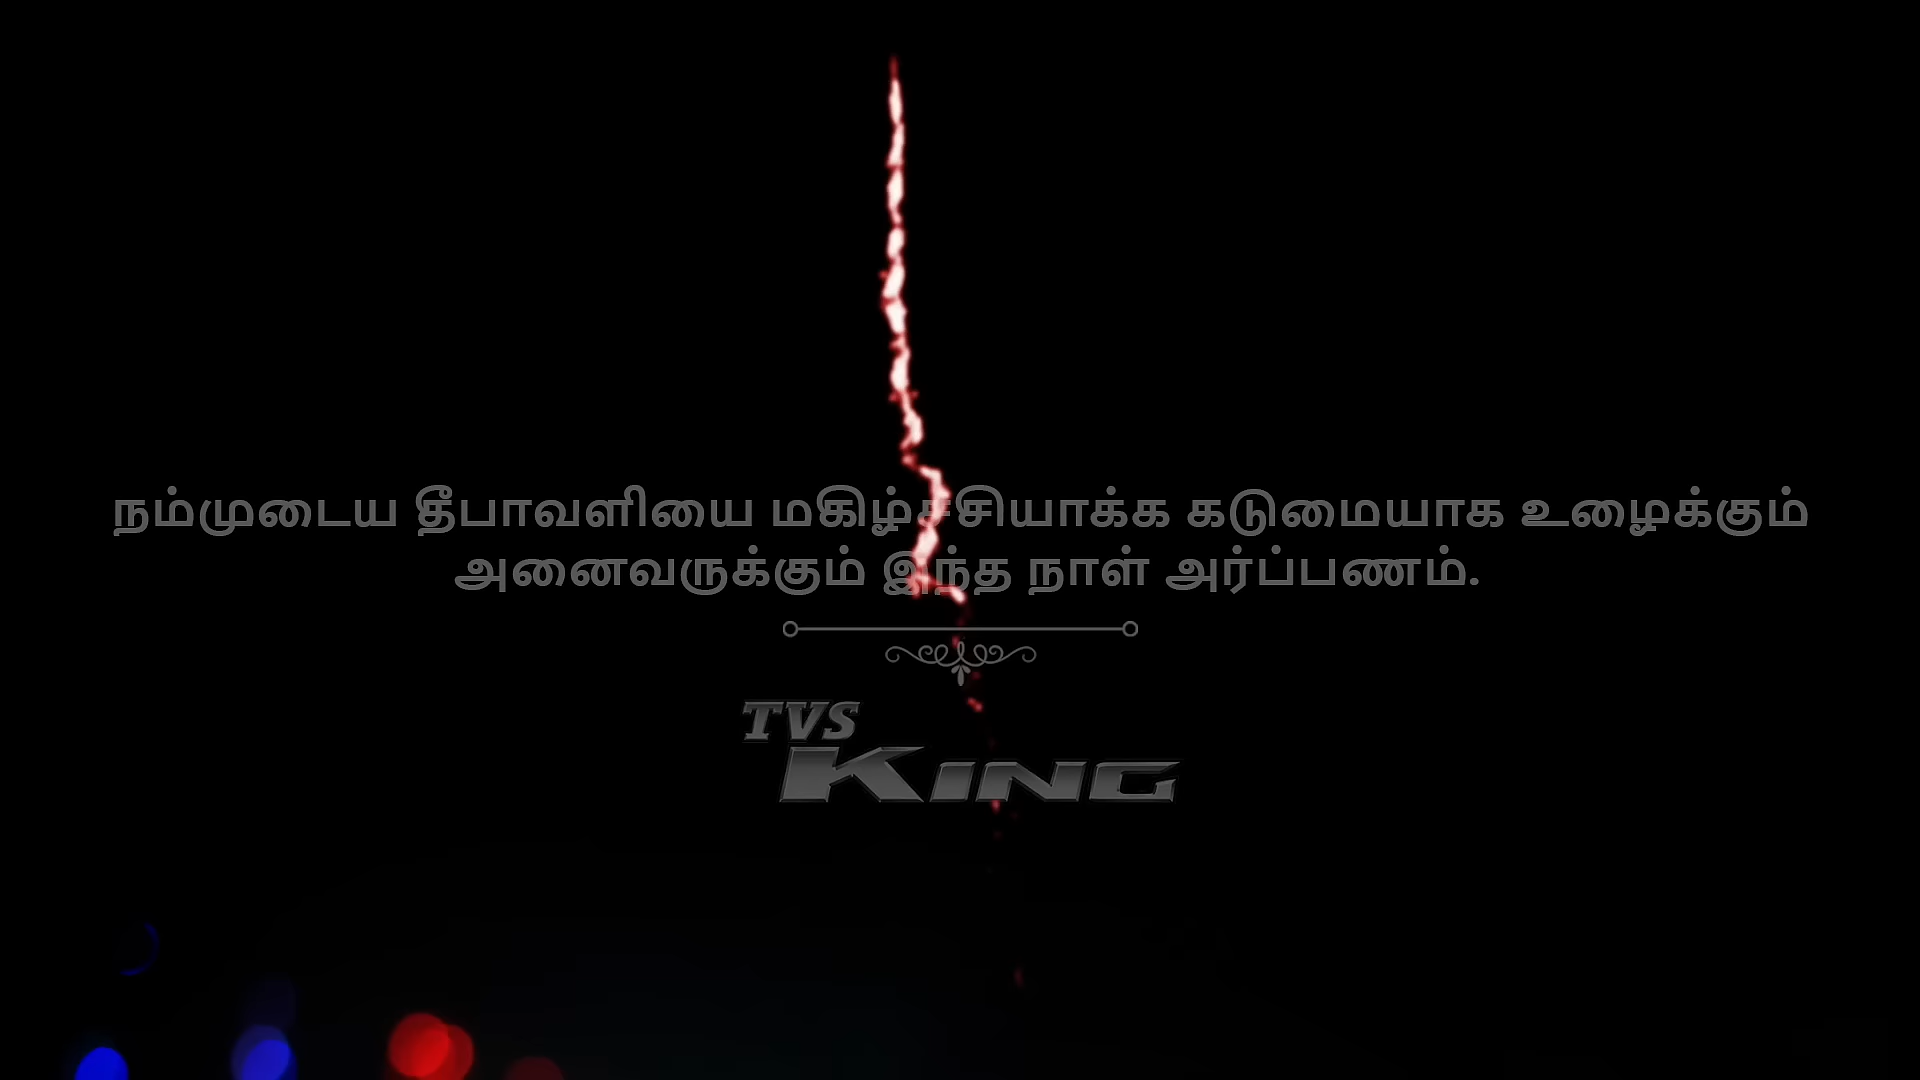 நம்முடைய தீபாவளியை மகிழ்ச்சியாக்க கடுமையாக உழைக்கும்
அனைவருக்கும் இந்த நாள் அர்ப்பணம்.
TVS
KING